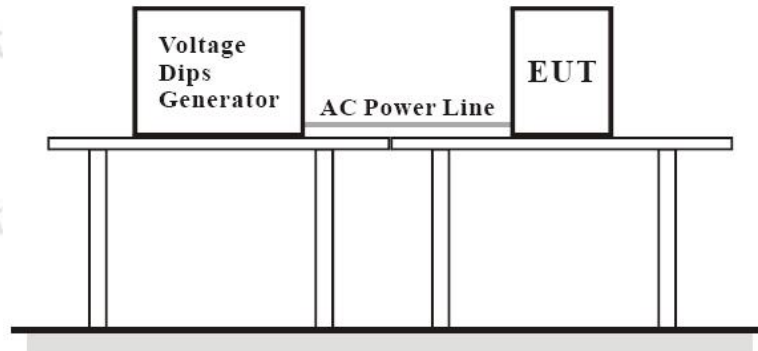 Voltage
Dips
Generator
AC Power Line
EUT